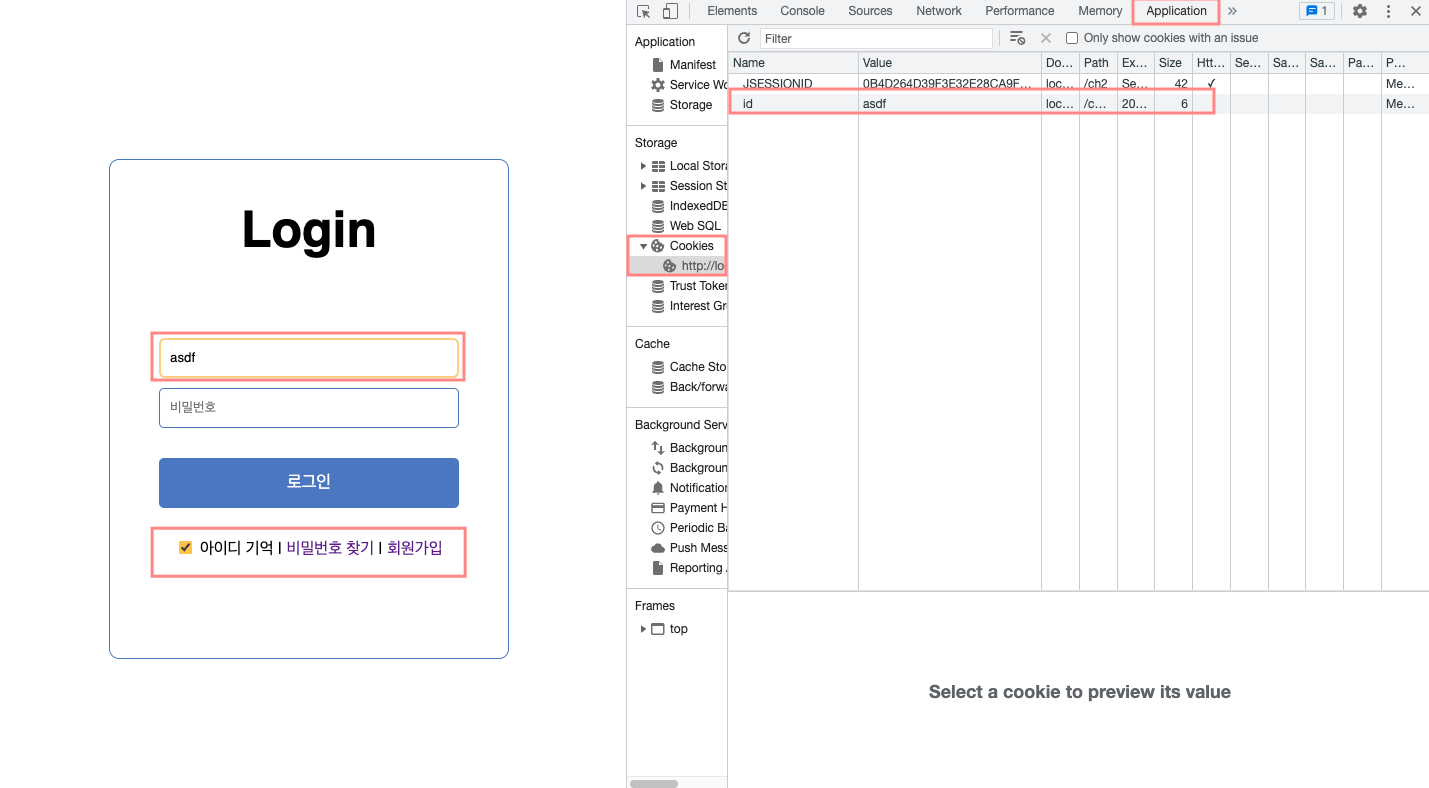 Login
asdf
비밀번호
로그인
아이디 기억 | 비밀번호 찾기 | 회원가입
Elements Console Sources Network Performance Memory Application » 1
Application
Manifest
Service Wo
Storage
Storage
Local Stora
Session St
IndexedDB
Web SQL
Cookies
http://lo
Trust Token
Interest Gr
Cache
Cache Sto
Back/forwa
Background Serv
Background
Background
Notification
Payment H
Periodic Ba
Push Mess
Reporting A
Frames
top
Filter Only show cookies with an issue
Name Value Do... Path Ex... Size Htt... Se... Sa... Sa... Pa... P...
JSESSIONID 0B4D264D39F3E32E28CA9F... loc... /ch2 Se... 42 ✓ Me...
id asdf loc... /c... 20... 6 Me...
Select a cookie to preview its value